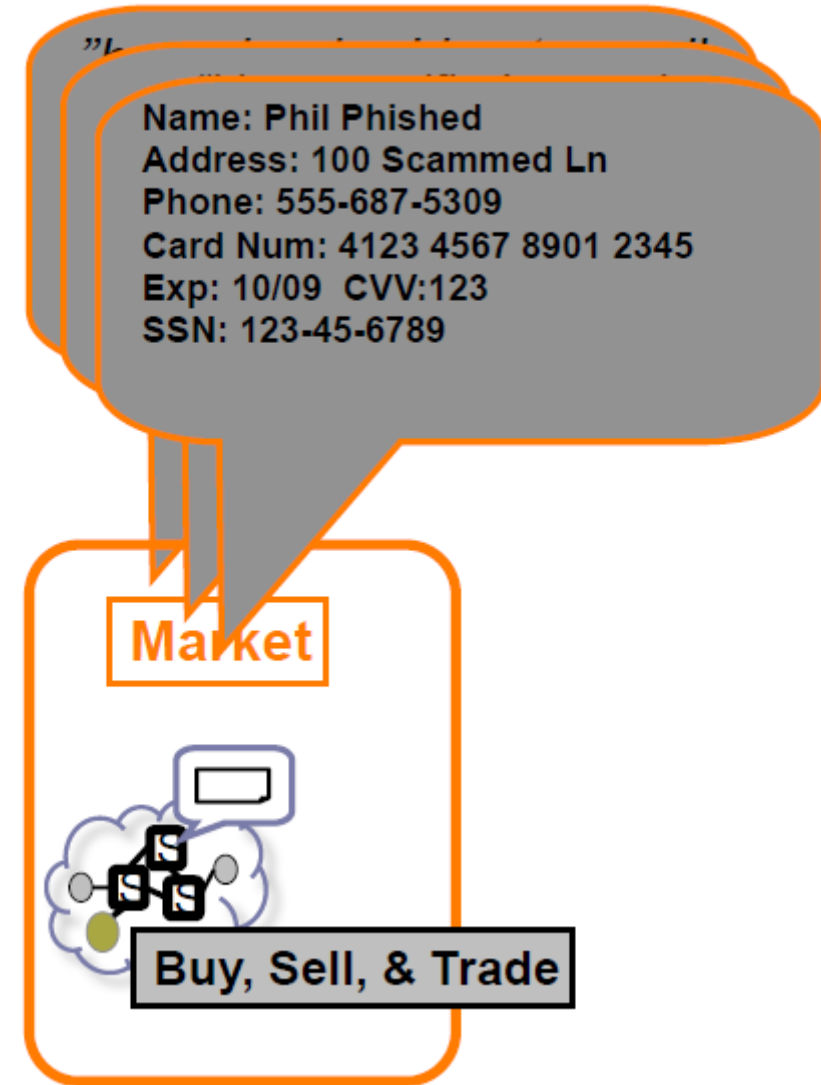 Name: Phil Phished
Address: 100 Scammed Ln
Phone: 555-687-5309
Card Num: 4123 4567 8901 2345
Exp: 10/09 CVV:123
SSN: 123-45-6789
Market
S
S
S
Buy, Sell, & Trade